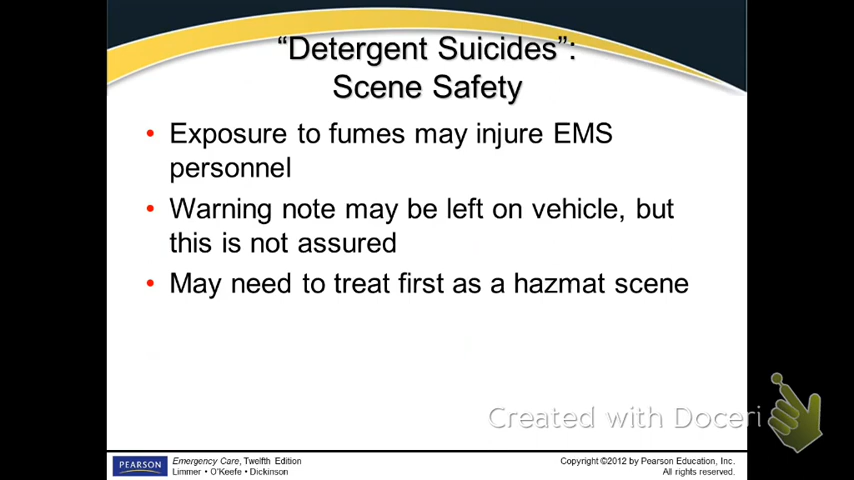 “Detergent Suicides”:
Scene Safety
• Exposure to fumes may injure EMS
personnel
• Warning note may be left on vehicle, but
this is not assured
• May need to treat first as a hazmat scene
Created with Doceri
PEARSON
Emergency Care, Twelfth Edition
Limmer • O'Keefe • Dickinson
Copyright ©2012 by Pearson Education, Inc.
All rights reserved.